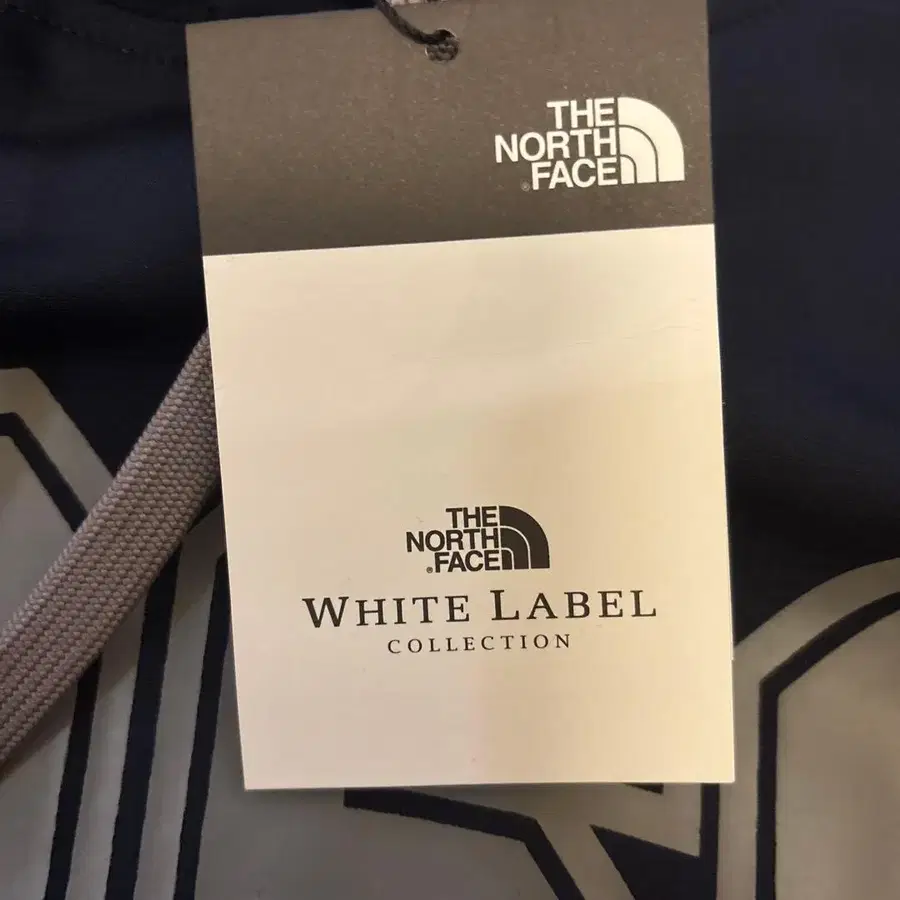 THE
NORTH
FACE
THE
NORTH
FACE
WHITE LABEL
COLLECTION